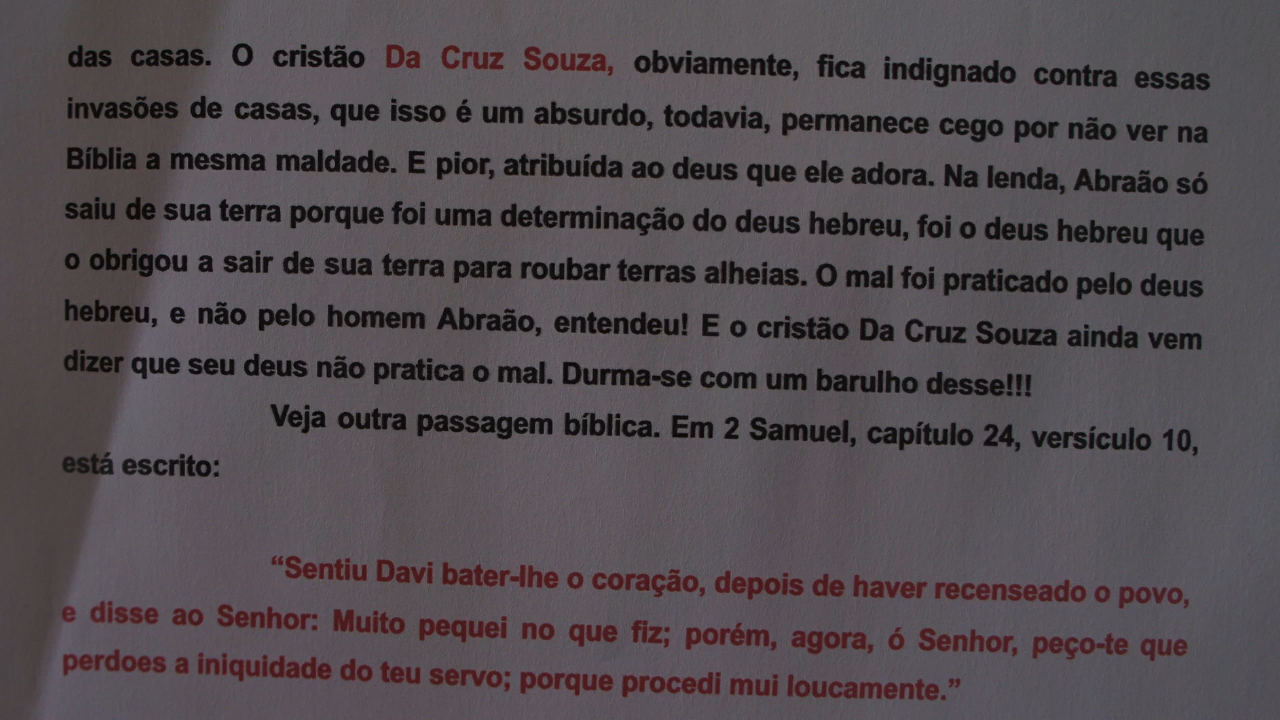 das casas. O cristão Da Cruz Souza, obviamente, fica indignado contra essas
invasões de casas, que isso é um absurdo, todavia, permanece cego por não ver na
Bíblia a mesma maldade. E pior, atribuída ao deus que ele adora. Na lenda, Abraão só
saiu de sua terra porque foi uma determinação do deus hebreu, foi o deus hebreu que
o obrigou a sair de sua terra para roubar terras alheias. O mal foi praticado pelo deus
hebreu, e não pelo homem Abraão, entendeu! E o cristão Da Cruz Souza ainda vem
dizer que seu deus não pratica o mal. Durma-se com um barulho desse!!!
Veja outra passagem bíblica. Em 2 Samuel, capítulo 24, versículo 10,
está escrito:
“Sentiu Davi bater-lhe o coração, depois de haver recenseado o povo,
e disse ao Senhor: Muito pequei no que fiz; porém, agora, ó Senhor, peço-te que
perdoes a iniquidade do teu servo; porque procedi mui loucamente.”